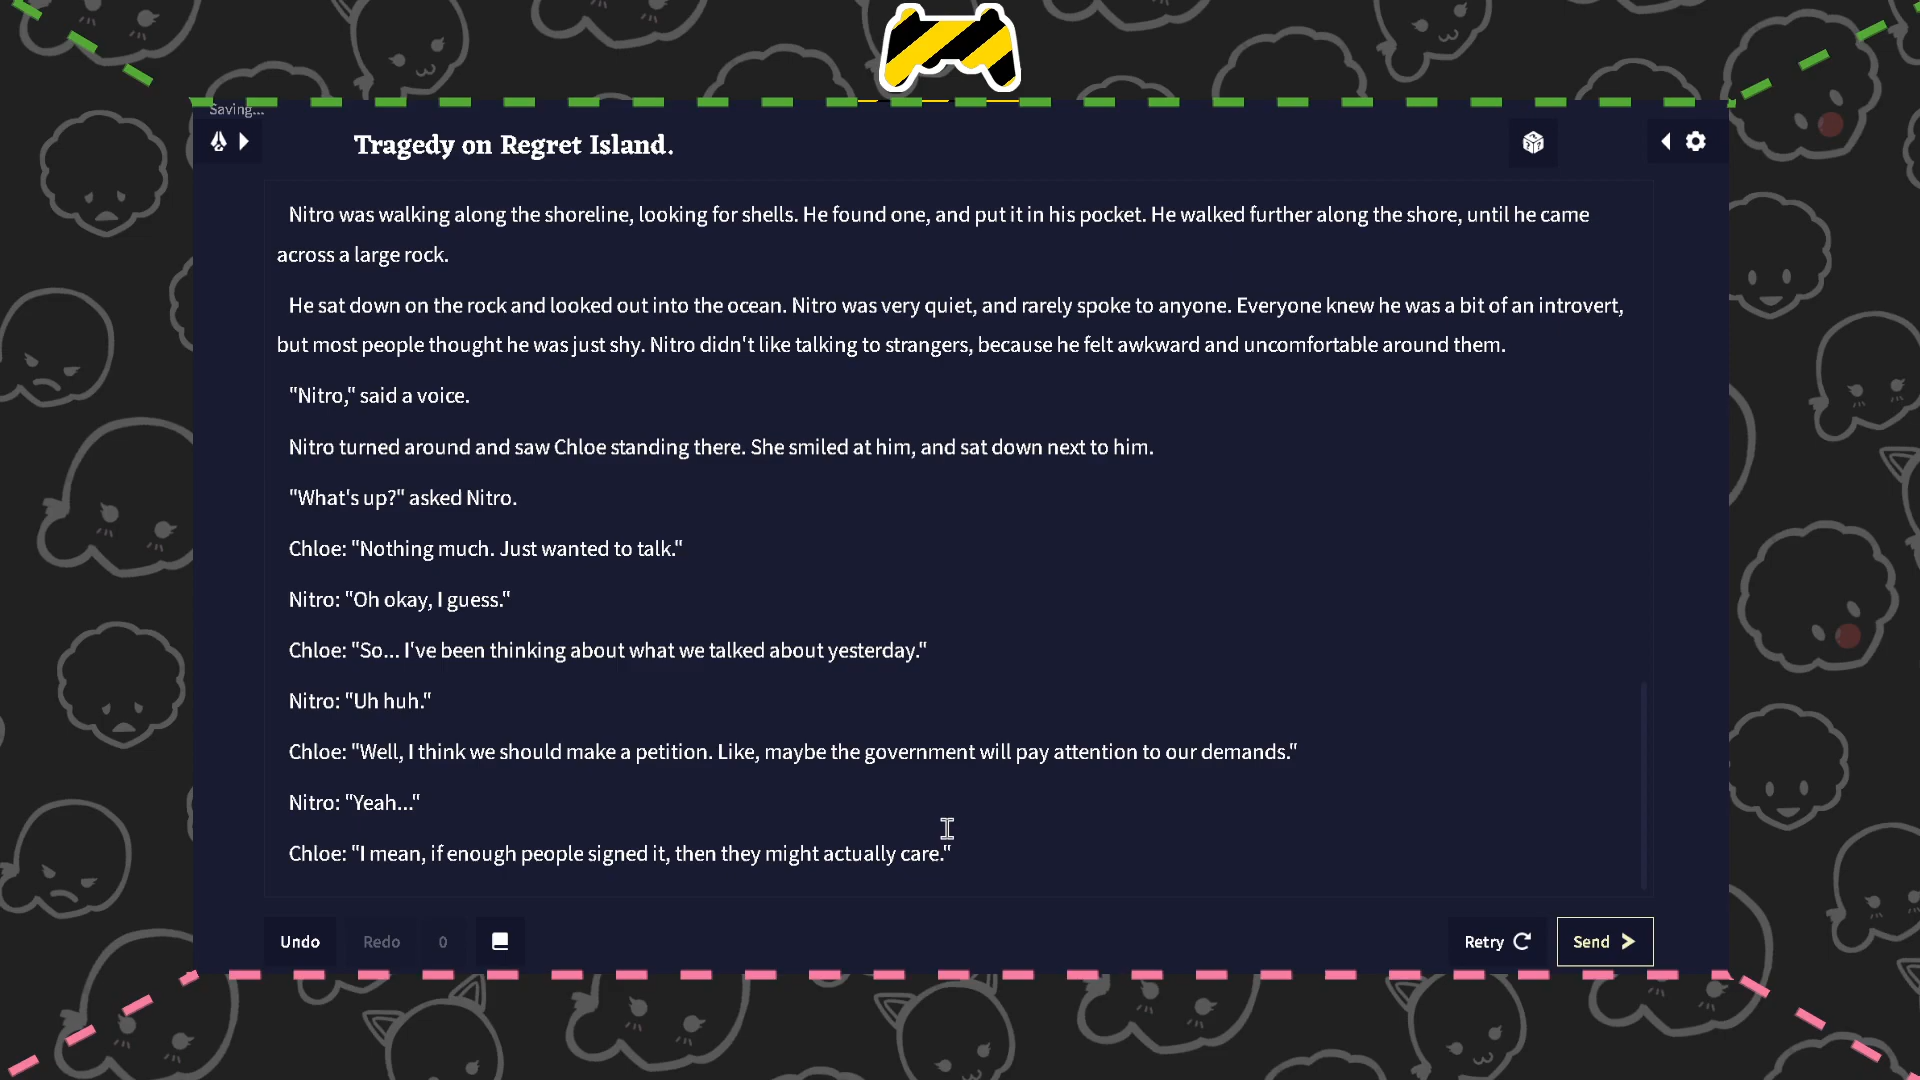 Saving...
Tragedy on Regret Island.
Nitro was walking along the shoreline, looking for shells. He found one, and put it in his pocket. He walked further along the shore, until he came
across a large rock.
He sat down on the rock and looked out into the ocean. Nitro was very quiet, and rarely spoke to anyone. Everyone knew he was a bit of an introvert,
but most people thought he was just shy. Nitro didn't like talking to strangers, because he felt awkward and uncomfortable around them.
"Nitro," said a voice.
Nitro turned around and saw Chloe standing there. She smiled at him, and sat down next to him.
"What's up?" asked Nitro.
Chloe: "Nothing much. Just wanted to talk."
Nitro: "Oh okay, I guess."
Chloe: "So... I've been thinking about what we talked about yesterday."
Nitro: "Uh huh."
Chloe: "Well, I think we should make a petition. Like, maybe the government will pay attention to our demands."
Nitro: "Yeah..."
Chloe: "I mean, if enough people signed it, then they might actually care."
Undo Redo 0 Retry Send